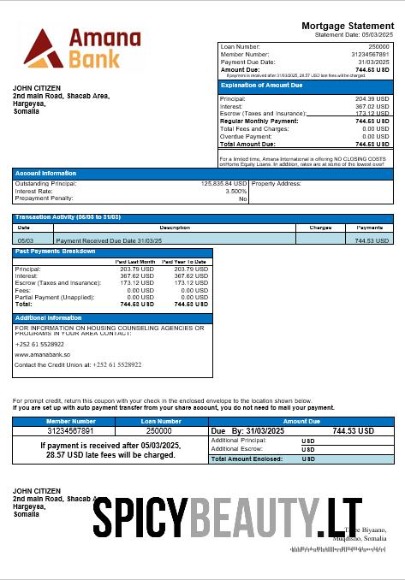 Amana
Bank
Mortgage Statement
Statement Date: 05/03/2025
Loan Number: 250000
Member Number: 31234567891
Payment Due Date: 31/03/2025
Amount Due: 744.53 USD
If payment is received after 31/03/2025, 28.57 USD late fees will be charged.
JOHN CITIZEN
2nd main Road, Shacab Area,
Hargeysa,
Somalia
Explanation of Amount Due
Principal: 204.39 USD
Interest: 367.02 USD
Escrow (Taxes and Insurance): 173.12 USD
Regular Monthly Payment: 744.53 USD
Total Fees and Charges: 0.00 USD
Overdue Payment: 0.00 USD
Total Amount Due: 744.53 USD
For a limited time, Amana International is offering NO CLOSING COSTS
on Home Equity Loans. In addition, rates are at some of the lowest ever!
Account Information
Outstanding Principal: 125,835.84 USD Property Address:
Interest Rate: 3.500%
Prepayment Penalty: No
Transaction Activity (05/03 to 31/03)
Date Description Charges Payments
05/03 Payment Received Due Date 31/03/25 744.53 USD
Past Payments Breakdown
Paid Last Month Paid Year To Date
Principal: 203.79 USD 203.79 USD
Interest: 367.62 USD 367.62 USD
Escrow (Taxes and Insurance): 173.12 USD 173.12 USD
Fees: 0.00 USD 0.00 USD
Partial Payment (Unapplied): 0.00 USD 0.00 USD
Total: 744.53 USD 744.53 USD
Additional Information
FOR INFORMATION ON HOUSING COUNSELING AGENCIES OR
PROGRAMS IN YOUR AREA CONTACT:
+252 61 5528922
www.amanabank.so
Contact the Credit Union at: +252 61 5528922
For prompt credit, return this coupon with your check in the enclosed envelope to the location shown below.
If you are set up with auto payment transfer from your share account, you do not need to mail your payment.
Member Number Loan Number Amount Due
31234567891 250000 Due By: 31/03/2025 744.53 USD
If payment is received after 05/03/2025,
28.57 USD late fees will be charged.
Additional Principal: USD
Additional Escrow: USD
Total Amount Enclosed: USD
JOHN CITIZEN
2nd main Road, Shacab
Hargeysa,
Somalia
SPICYBEAUTY.LT
Biyaano,
Muqdisho, Somalia